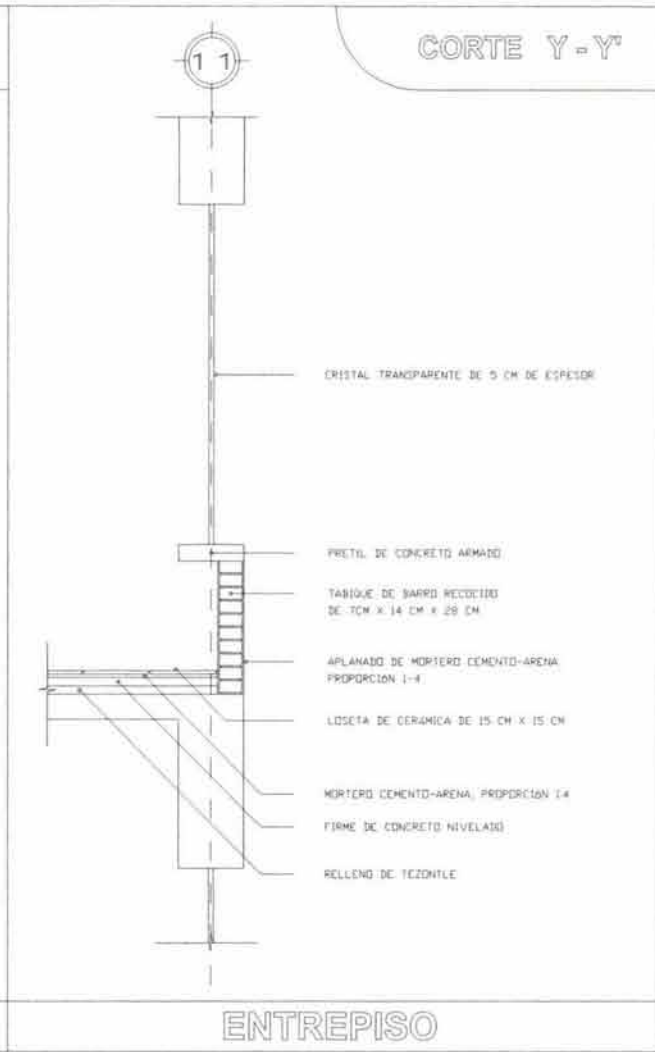 CORTE Y-Y'
11
CRISTAL TRANSPARENTE DE 5 CM DE ESPESOR
PRETIL DE CONCRETO ARMADO
TABIQUE DE BARRO RECOCIDO
DE 7CM X 14 CM X 28 CM
APLANADO DE MORTERO CEMENTO-ARENA
PROPORCIÓN 1-4
LOSETA DE CERAMICA DE 15 CM X 15 CM
MORTERO CEMENTO-ARENA, PROPORCIÓN 1:4
FIRME DE CONCRETO NIVELADO
RELLENO DE TEZONTLE
ENTREPISO